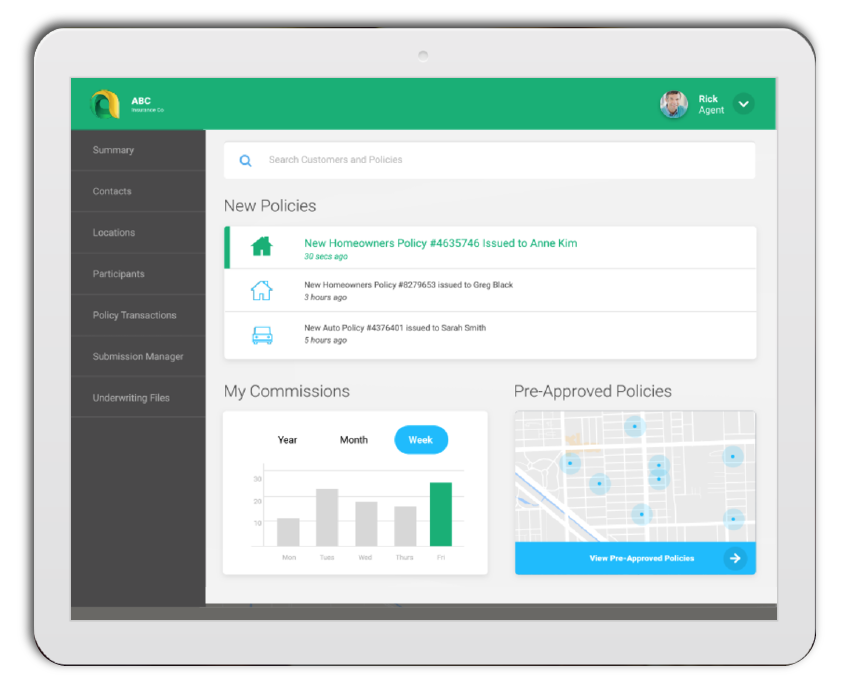 ABC
Insurance Co.
Rick
Agent
Summary
Contacts
Locations
Participants
Policy Transactions
Submission Manager
Underwriting Files
Search Customers and Policies
New Policies
New Homeowners Policy #4635746 Issued to Anne Kim
30 secs ago
New Homeowners Policy #8279653 issued to Greg Black
3 hours ago
New Auto Policy #4376401 issued to Sarah Smith
5 hours ago
My Commissions
Year Month Week
30
20
10
Mon Tues Wed Thurs Fri
Pre-Approved Policies
View Pre-Approved Policies